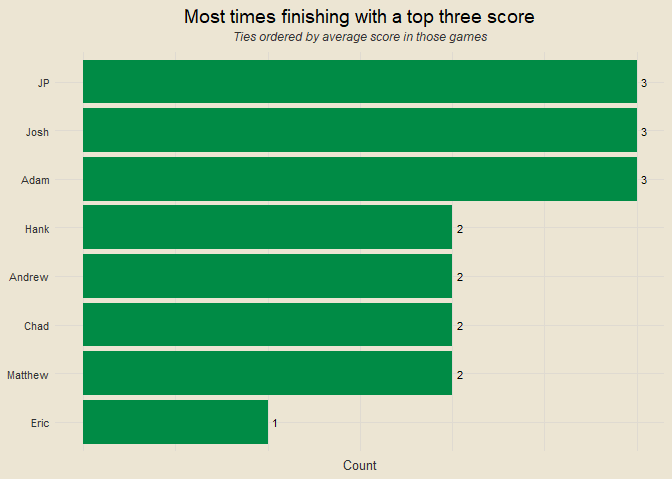 Most times finishing with a top three score
Ties ordered by average score in those games
JP 3
Josh 3
Adam 3
Hank 2
Andrew 2
Chad 2
Matthew 2
Eric 1
Count